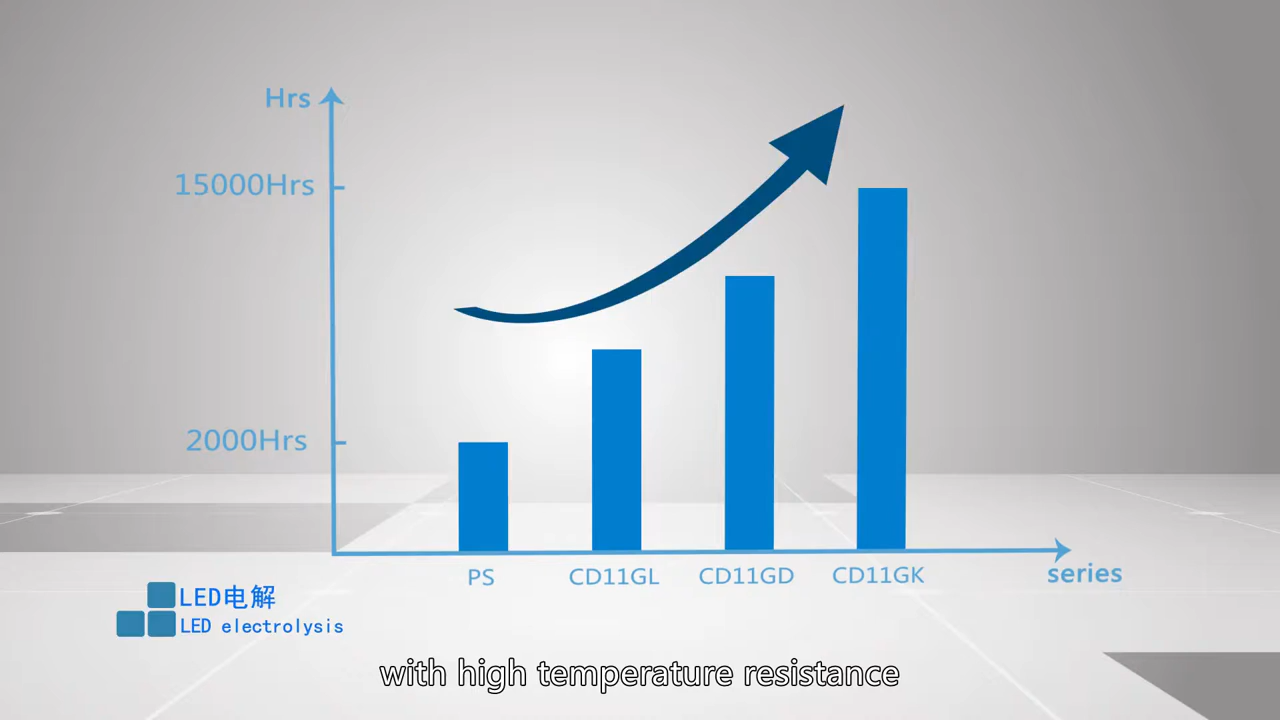 Hrs
15000Hrs
2000Hrs
PS CD11GL CD11GD CD11GK
series
LED电解
LED electrolysis
with high temperature resistance